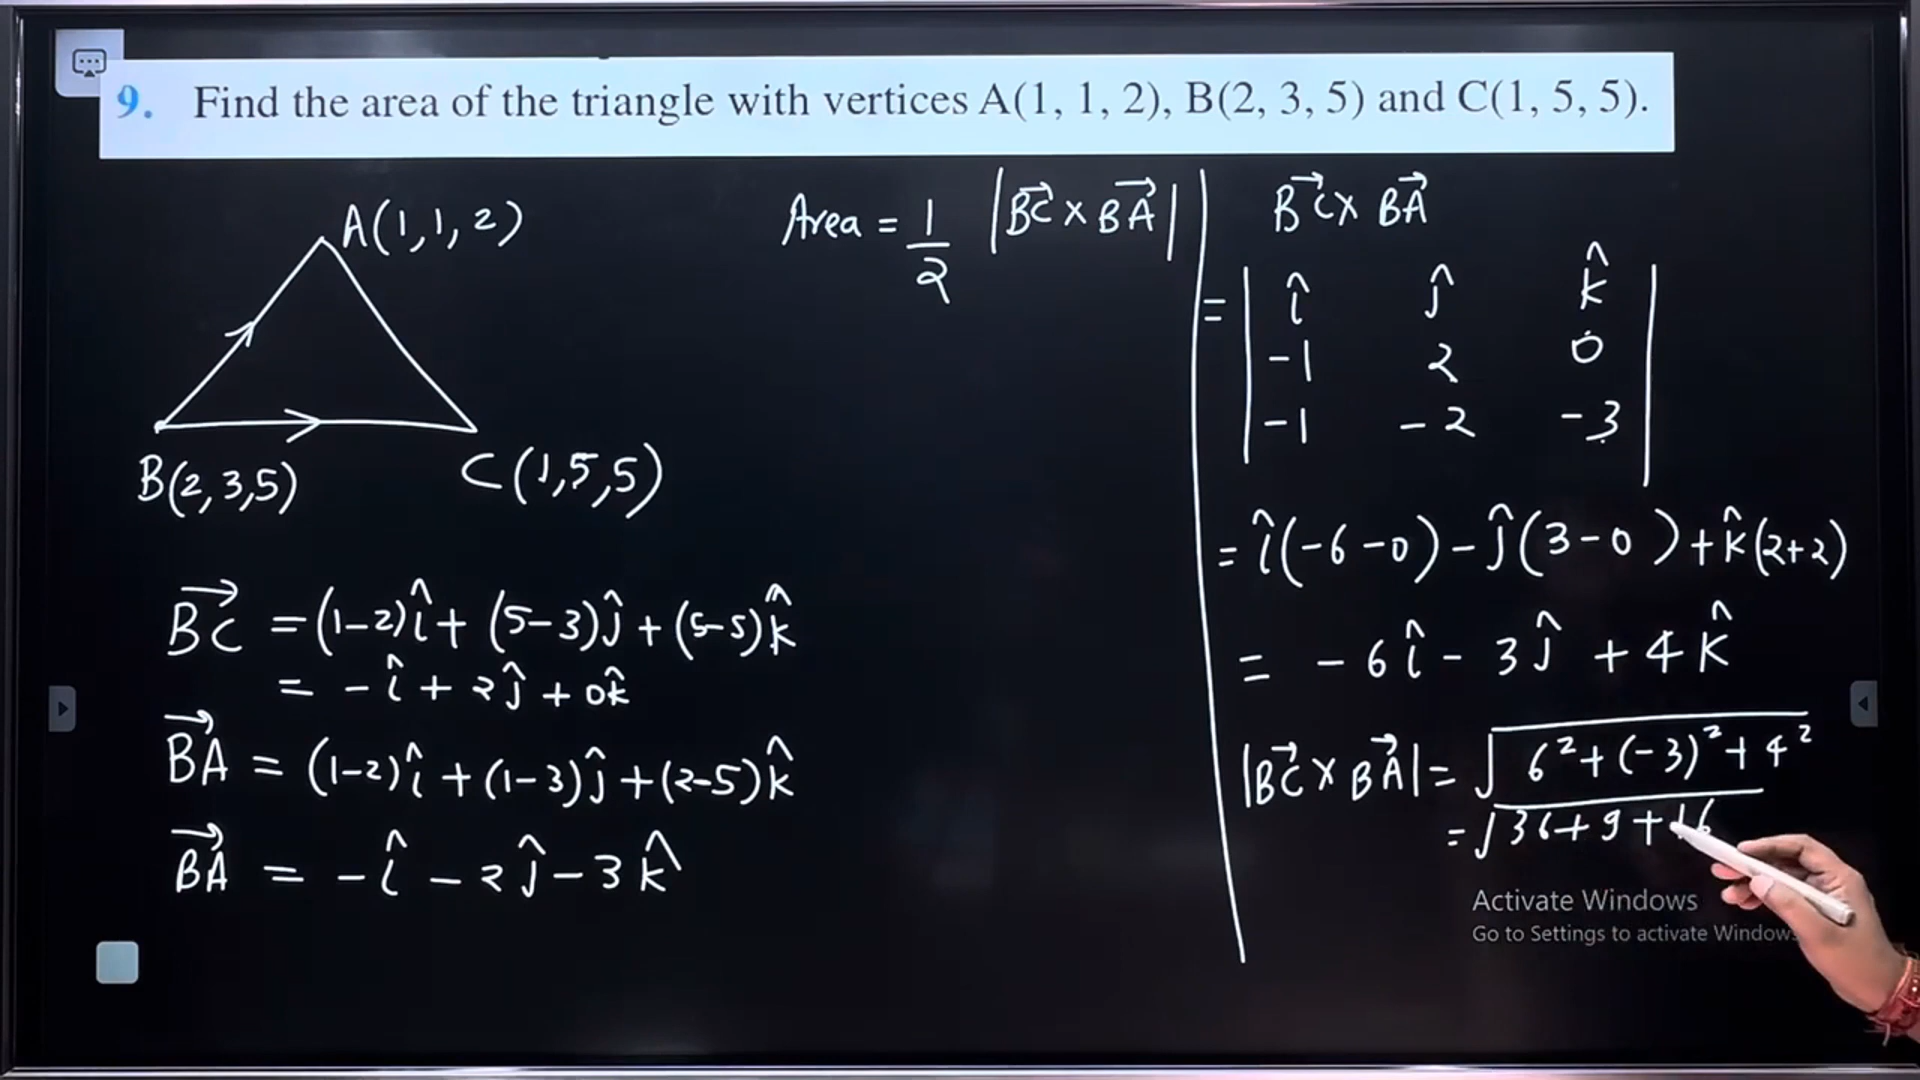 9. Find the area of the triangle with vertices A(1, 1, 2), B(2, 3, 5) and C(1, 5, 5).
A(1,1,2)
B(2,3,5)
C(1,5,5)
Area = 1/2 |BC⃗ × BA⃗|
BC⃗ = (1-2)î + (5-3)ĵ + (5-5)k̂
= -î + 2ĵ + 0k̂
BA⃗ = (1-2)î + (1-3)ĵ + (2-5)k̂
BA⃗ = -î - 2ĵ - 3k̂
BC⃗ × BA⃗
= | î ĵ k̂ |
-1 2 0
-1 -2 -3
= î(-6-0) - ĵ(3-0) + k̂(2+2)
= -6î - 3ĵ + 4k̂
|BC⃗ × BA⃗| = √6² + (-3)² + 4²
= √36 + 9 + 16
Activate Windows
Go to Settings to activate Windows